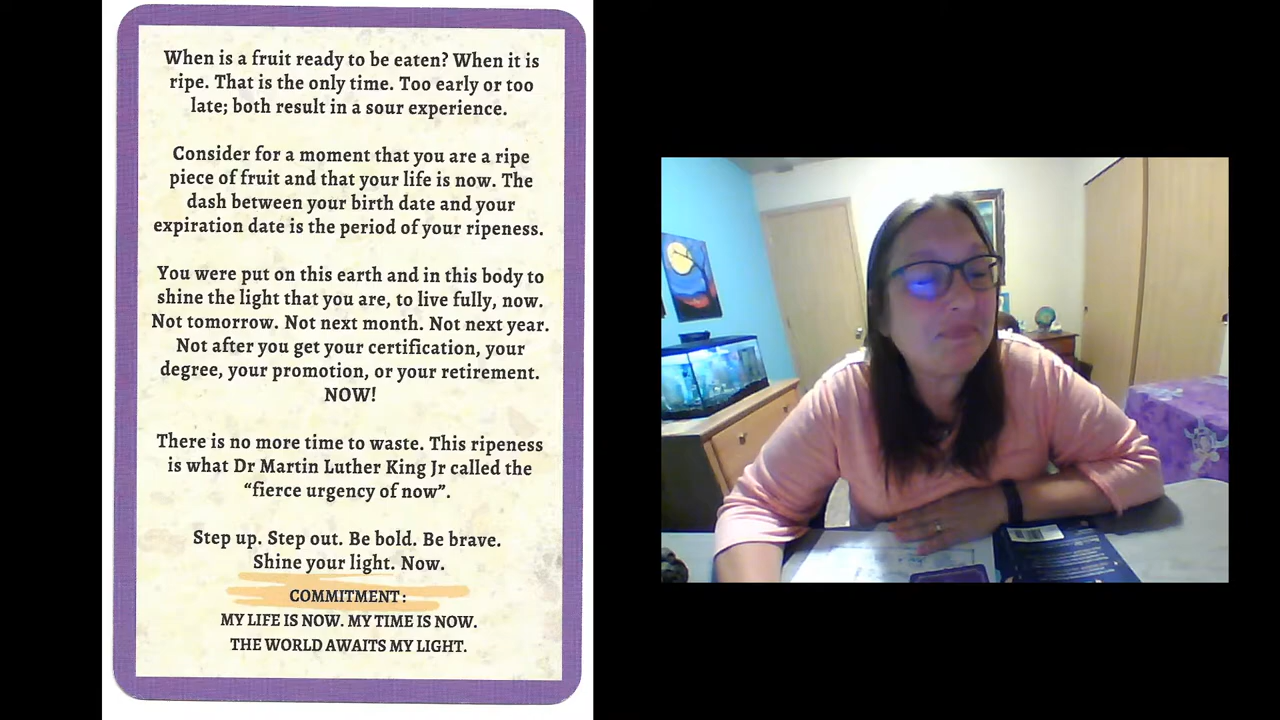 When is a fruit ready to be eaten? When it is
ripe. That is the only time. Too early or too
late; both result in a sour experience.
Consider for a moment that you are a ripe
piece of fruit and that your life is now. The
dash between your birth date and your
expiration date is the period of your ripeness.
You were put on this earth and in this body to
shine the light that you are, to live fully, now.
Not tomorrow. Not next month. Not next year.
Not after you get your certification, your
degree, your promotion, or your retirement.
NOW!
There is no more time to waste. This ripeness
is what Dr Martin Luther King Jr called the
“fierce urgency of now”.
Step up. Step out. Be bold. Be brave.
Shine your light. Now.
COMMITMENT :
MY LIFE IS NOW. MY TIME IS NOW.
THE WORLD AWAITS MY LIGHT.